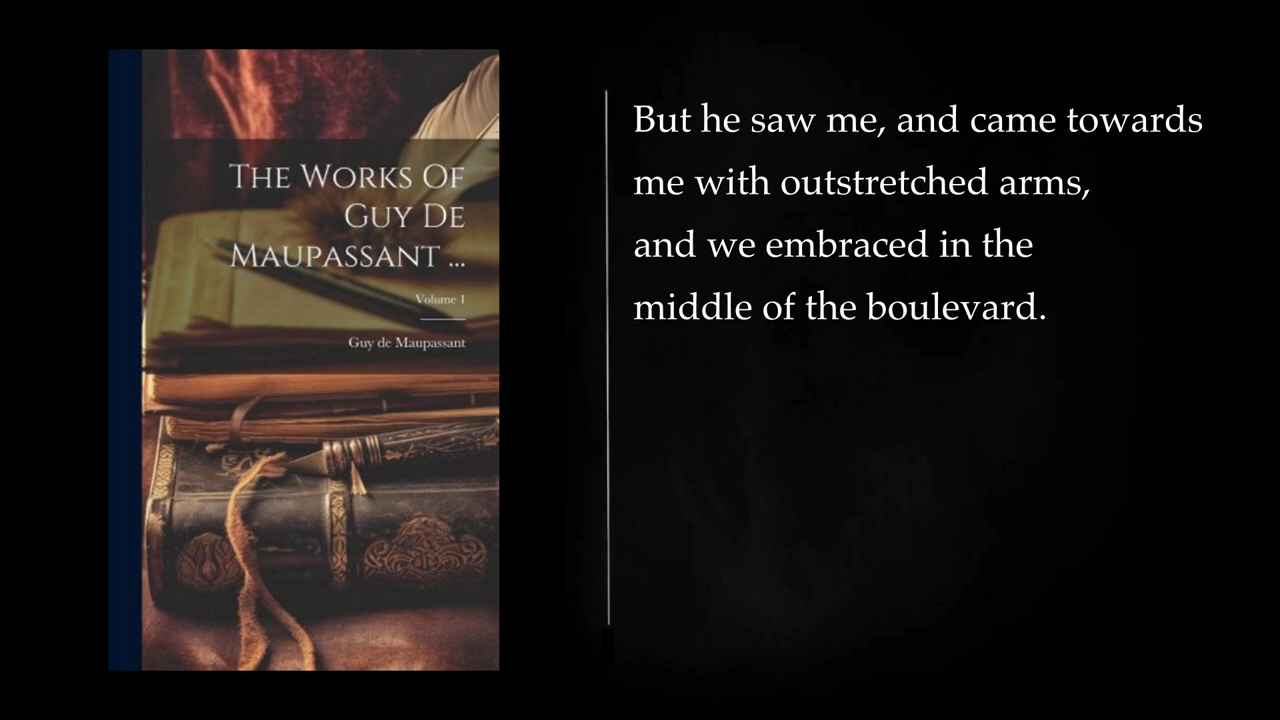 The Works Of
Guy De
Maupassant ...
Volume 1
Guy de Maupassant
But he saw me, and came towards
me with outstretched arms,
and we embraced in the
middle of the boulevard.